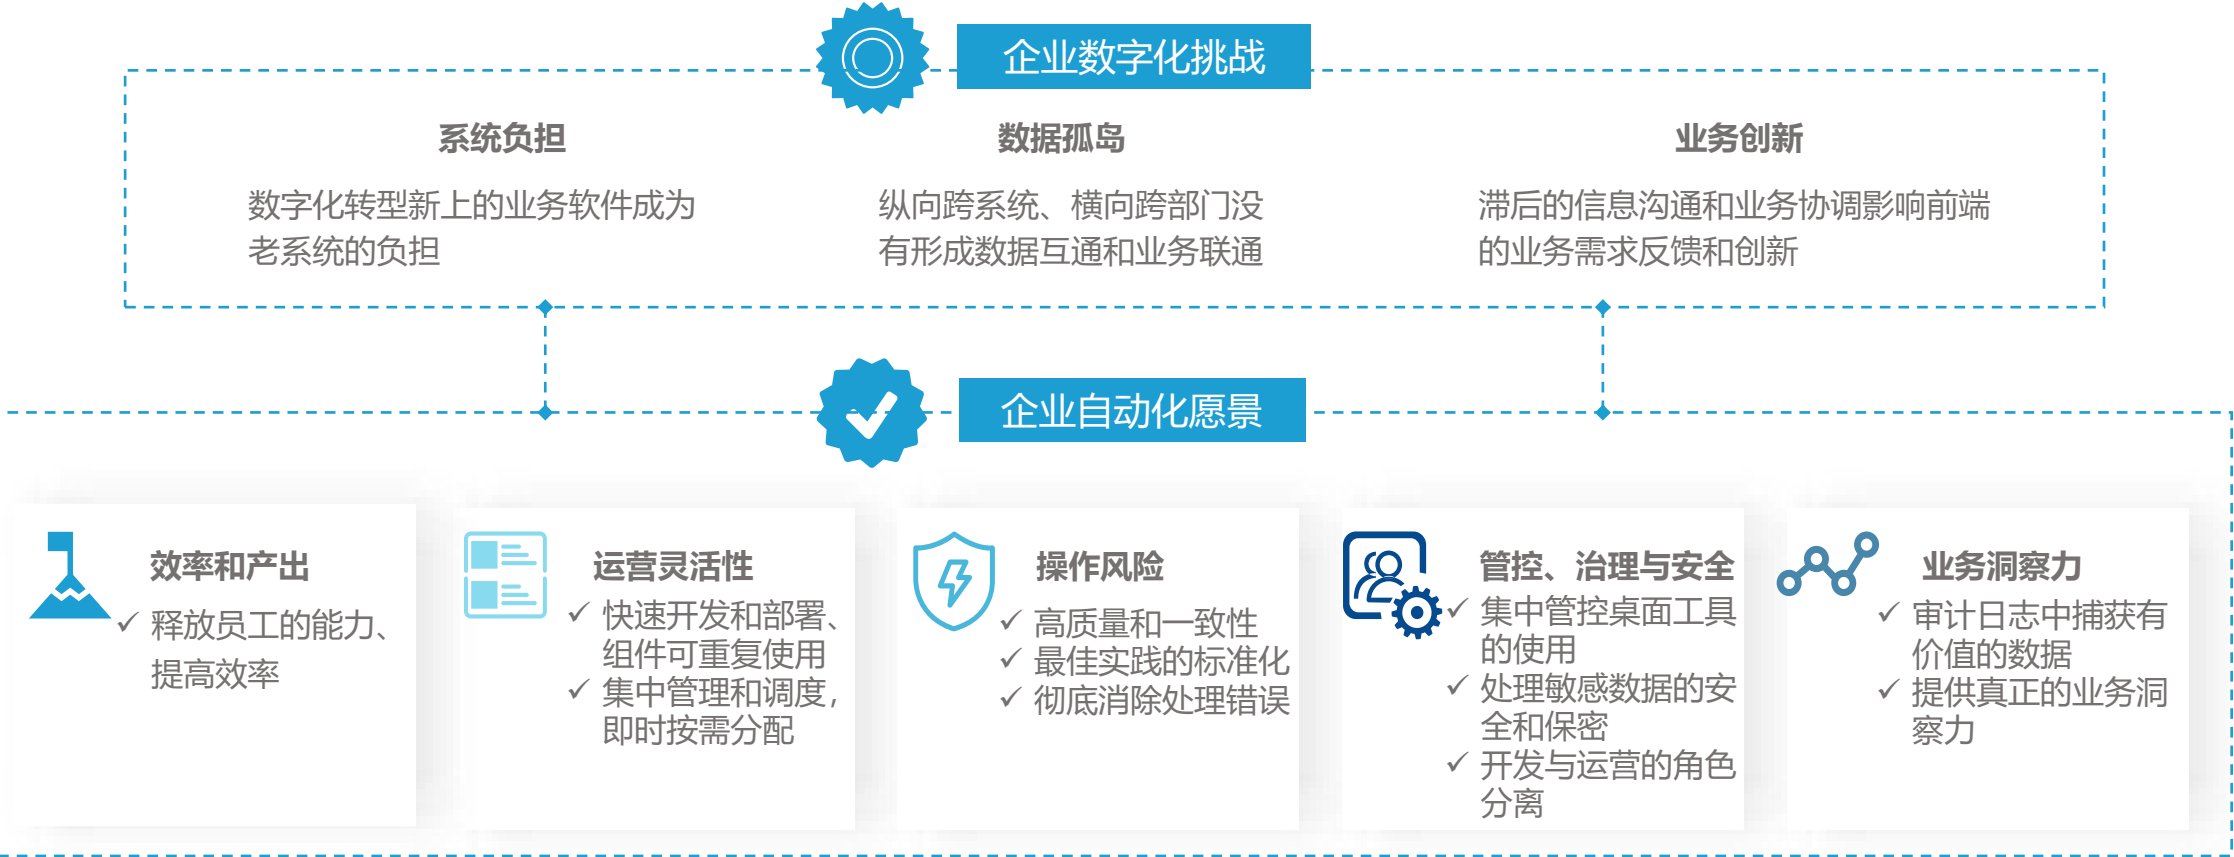 企业数字化挑战
系统负担
数字化转型新上的业务软件成为
老系统的负担
数据孤岛
纵向跨系统、横向跨部门没
有形成数据互通和业务联通
业务创新
滞后的信息沟通和业务协调影响前端
的业务需求反馈和创新
企业自动化愿景
效率和产出
✓ 释放员工的能力、
提高效率
运营灵活性
✓ 快速开发和部署、
组件可重复使用
✓ 集中管理和调度，
即时按需分配
操作风险
✓ 高质量和一致性
✓ 最佳实践的标准化
✓ 彻底消除处理错误
管控、治理与安全
✓ 集中管控桌面工具
的使用
✓ 处理敏感数据的安
全和保密
✓ 开发与运营的角色
分离
业务洞察力
✓ 审计日志中捕获有
价值的数据
✓ 提供真正的业务洞
察力